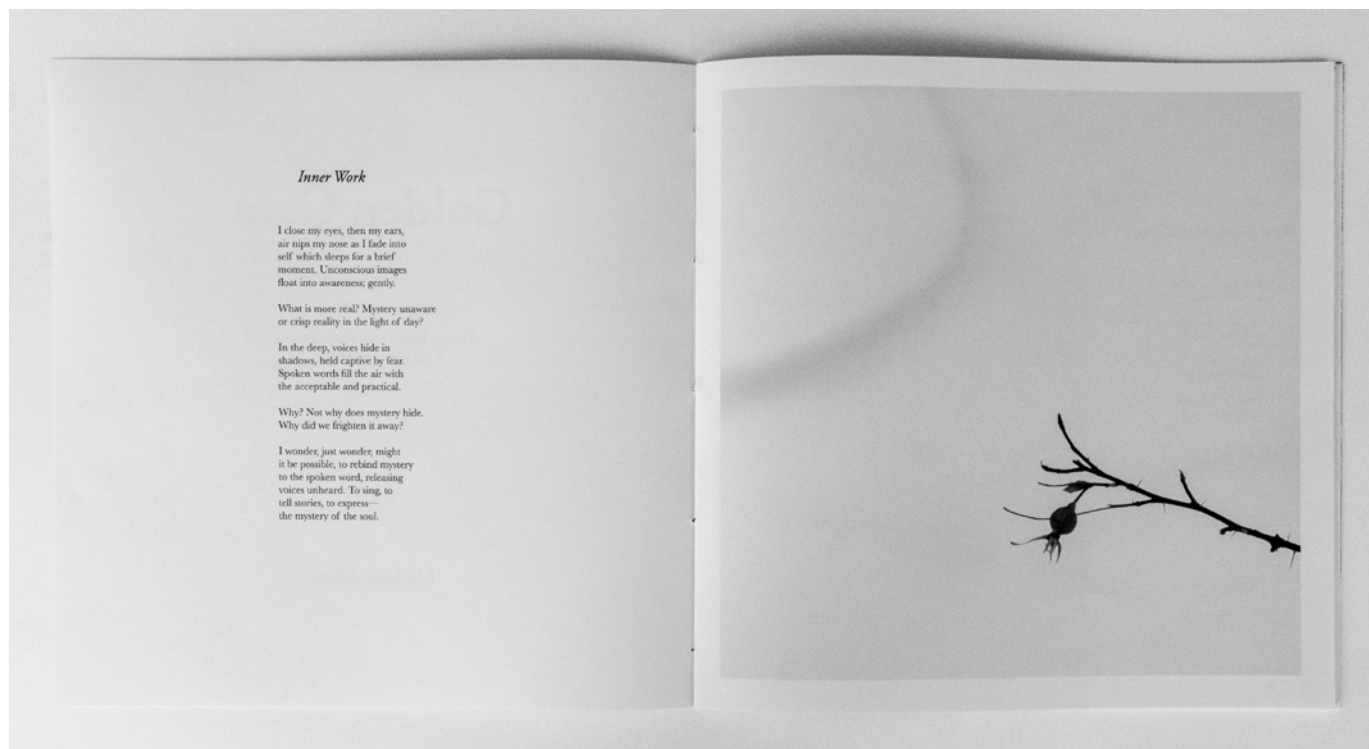 Inner Work
I close my eyes, then my ears,
air nips my nose as I fade into
self which sleeps for a brief
moment. Unconscious images
float into awareness; gently.
What is more real? Mystery unaware
or crisp reality in the light of day?
In the deep, voices hide in
shadows, held captive by fear.
Spoken words fill the air with
the acceptable and practical.
Why? Not why does mystery hide.
Why did we frighten it away?
I wonder, just wonder, might
it be possible, to rebind mystery
to the spoken word, releasing
voices unheard. To sing, to
tell stories, to express—
the mystery of the soul.